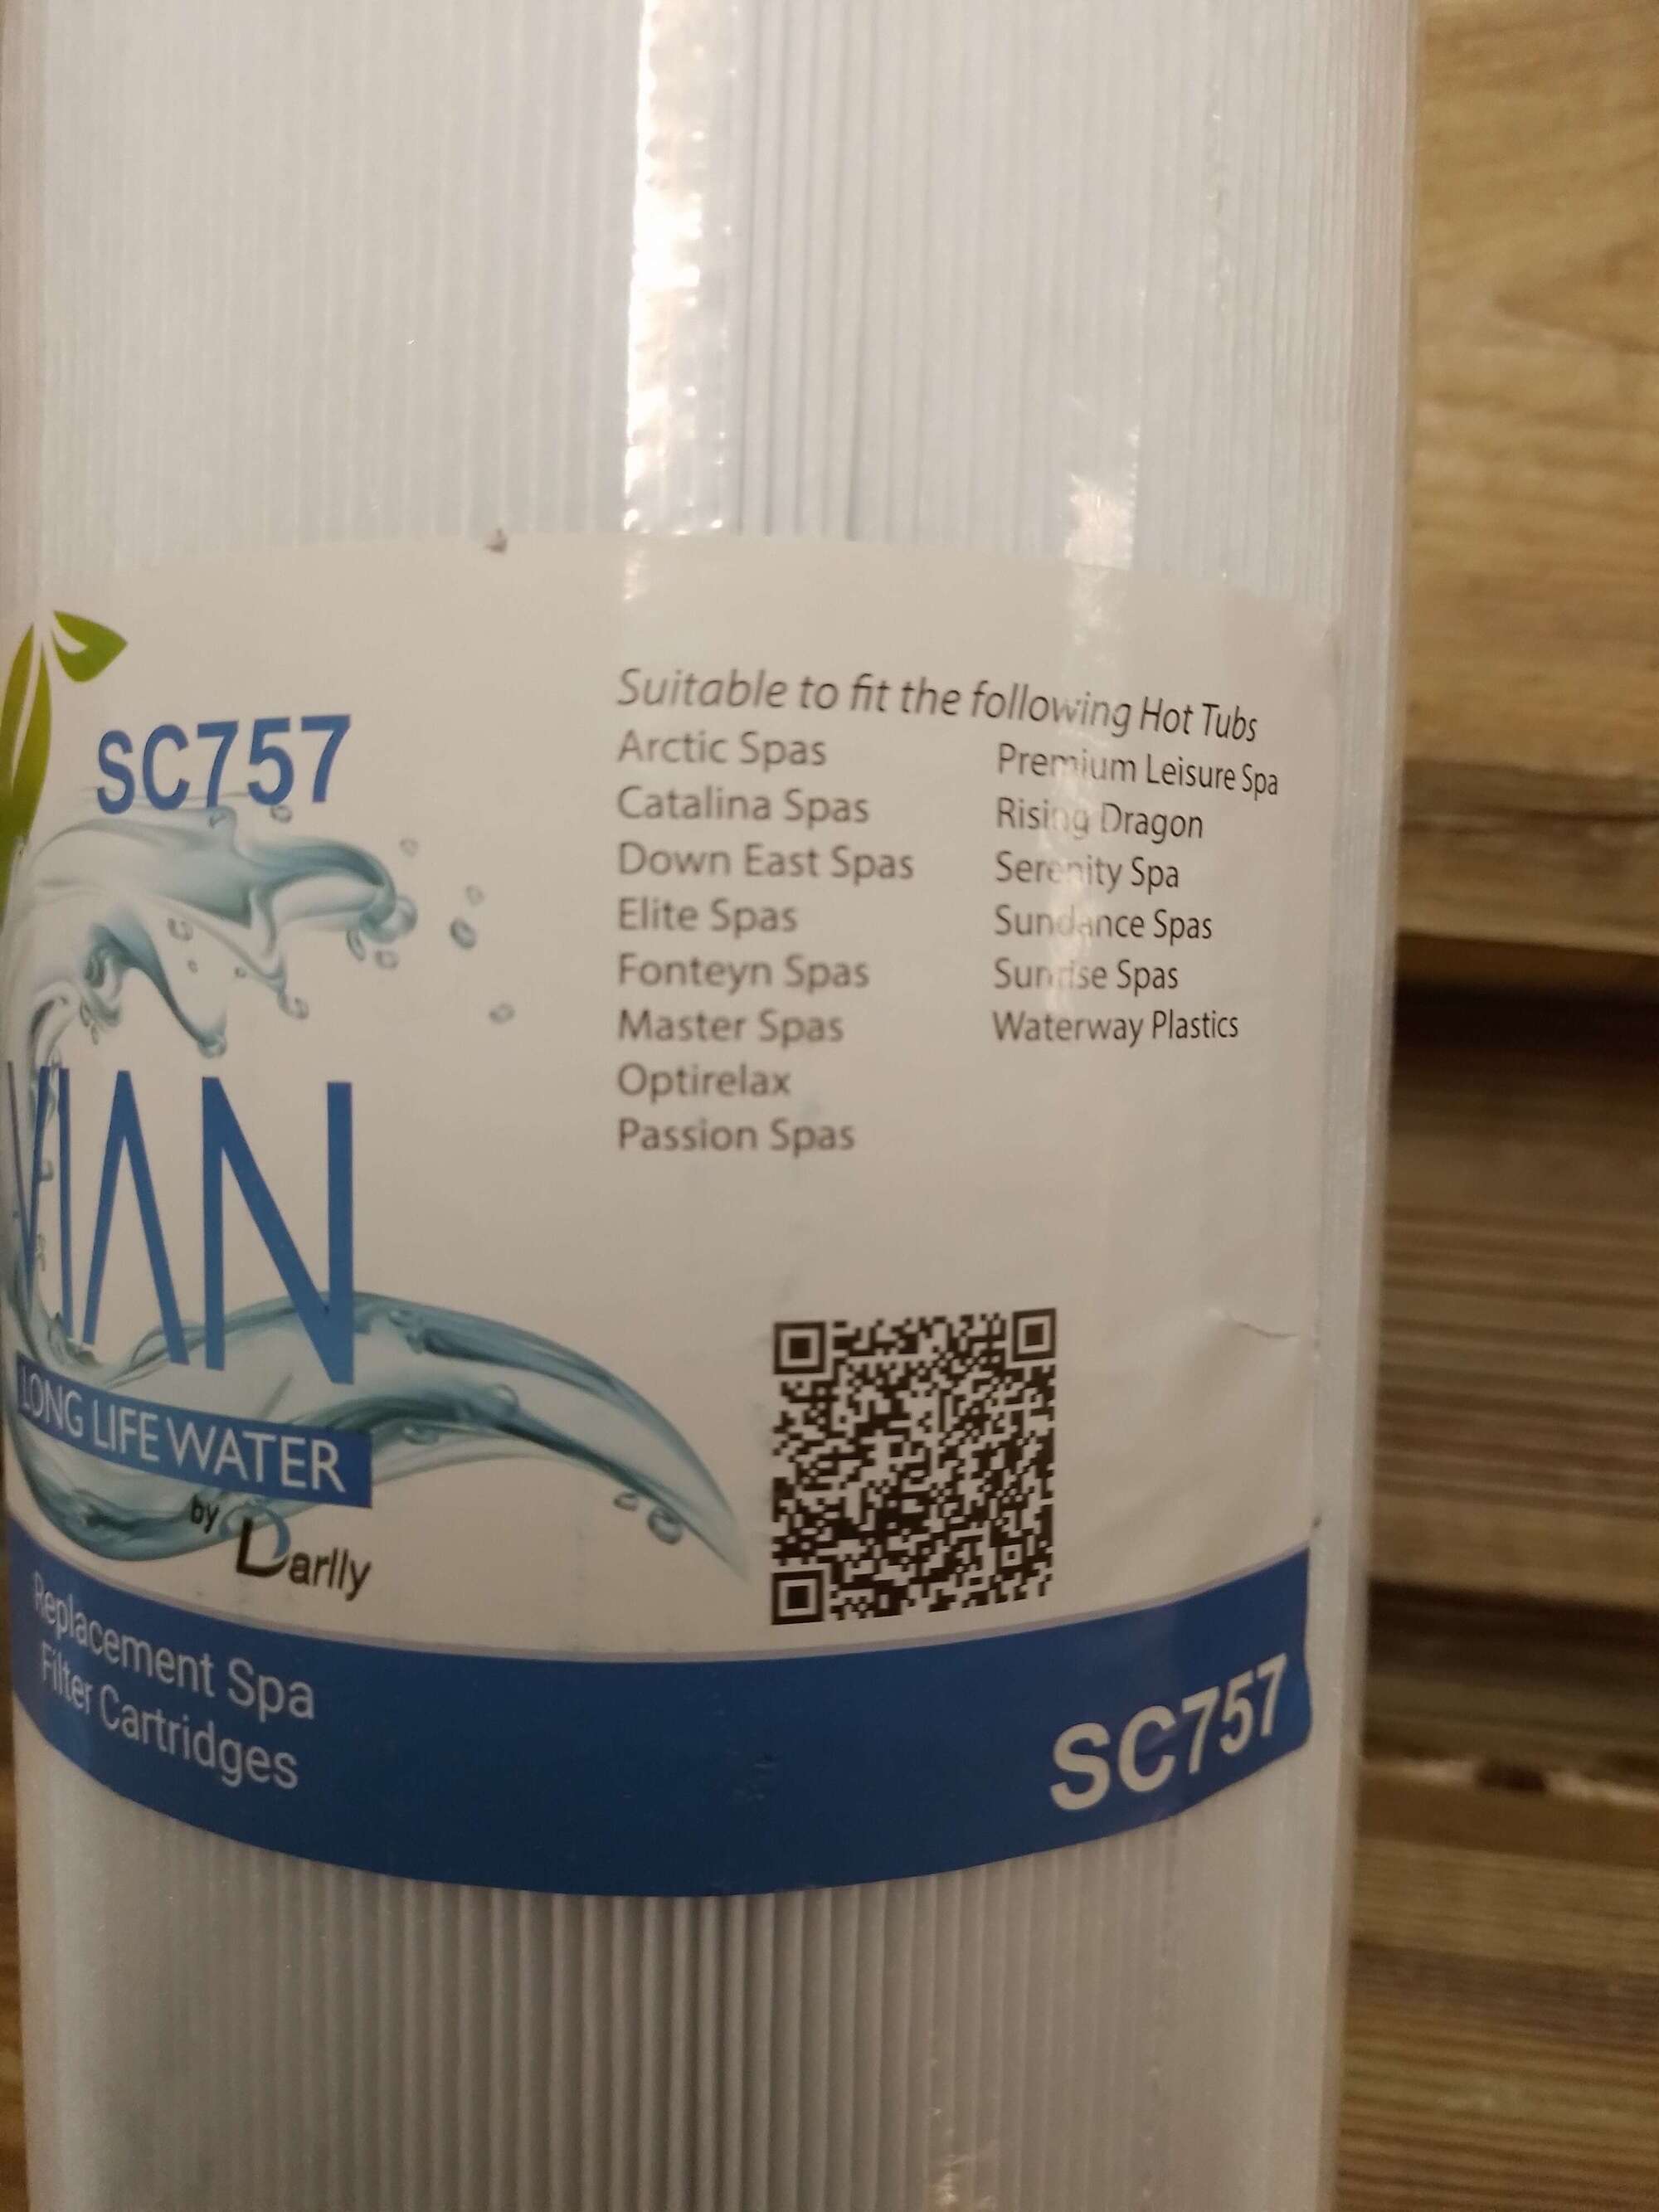 SC757
VIAN
LONG LIFE WATER
by Darlly
Replacement Spa
Filter Cartridges
Suitable to fit the following Hot Tubs
Arctic Spas
Catalina Spas
Down East Spas
Elite Spas
Fonteyn Spas
Master Spas
Optirelax
Passion Spas
Premium Leisure Spa
Rising Dragon
Serenity Spa
Sundance Spas
Sunrise Spas
Waterway Plastics
SC757